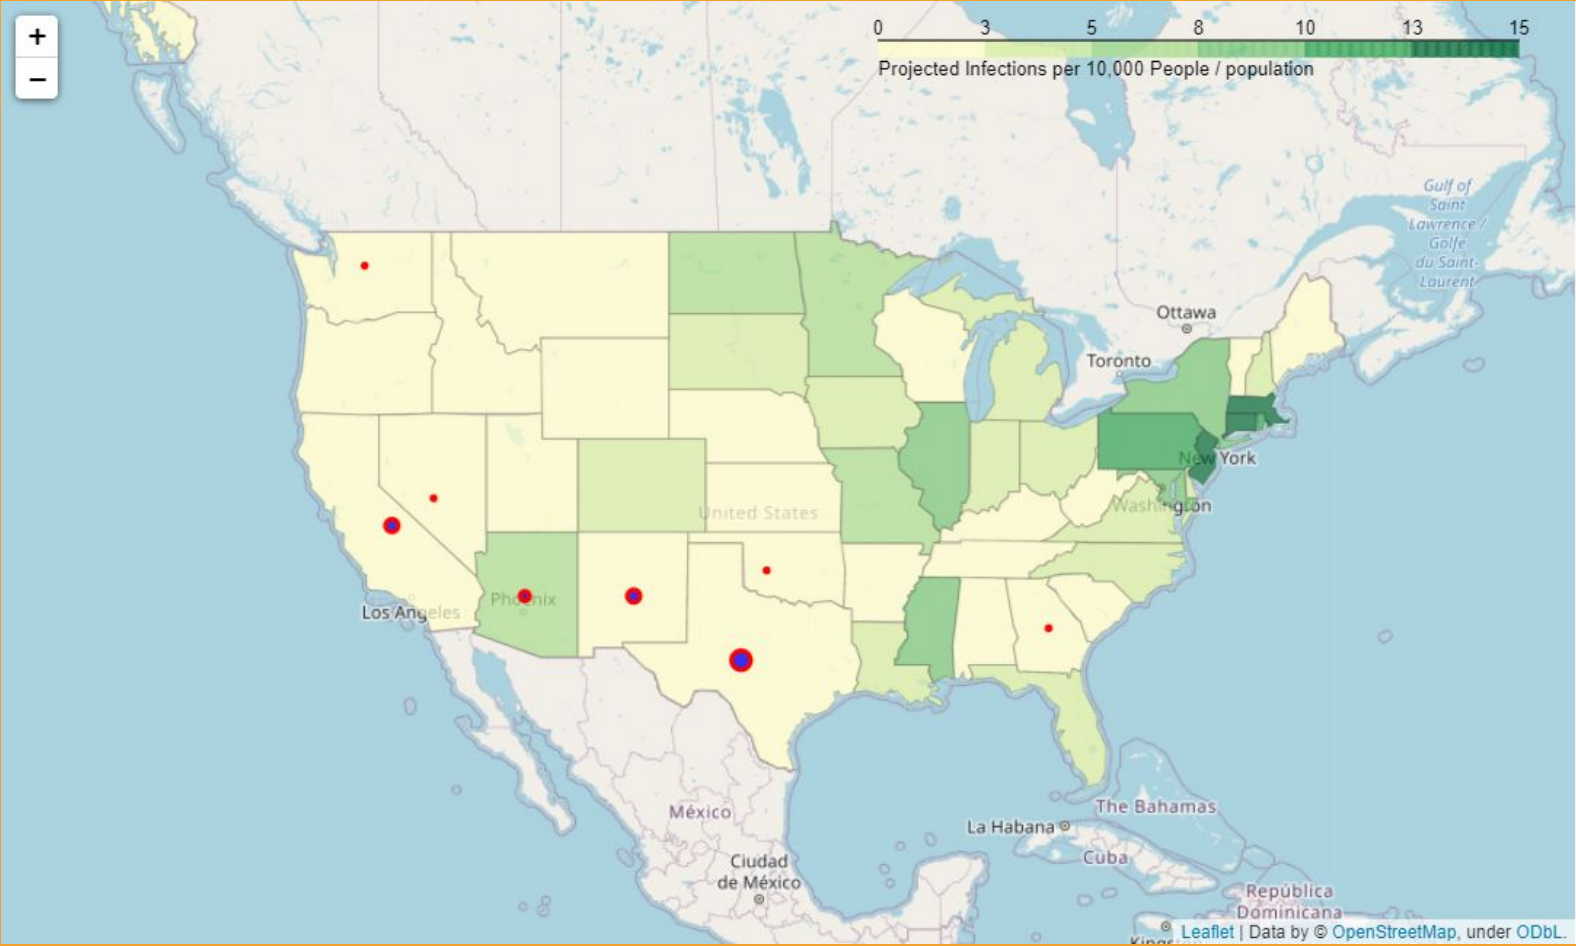 +
−
0 3 5 8 10 13 15
Projected Infections per 10,000 People / population
Gulf of
Saint
Lawrence /
Golfe
du Saint-
Laurent
Ottawa
Toronto
New York
Washington
United States
Phoenix
Los Angeles
México
The Bahamas
La Habana
Cuba
Ciudad
de México
República
Dominicana
Leaflet | Data by © OpenStreetMap, under ODbL.